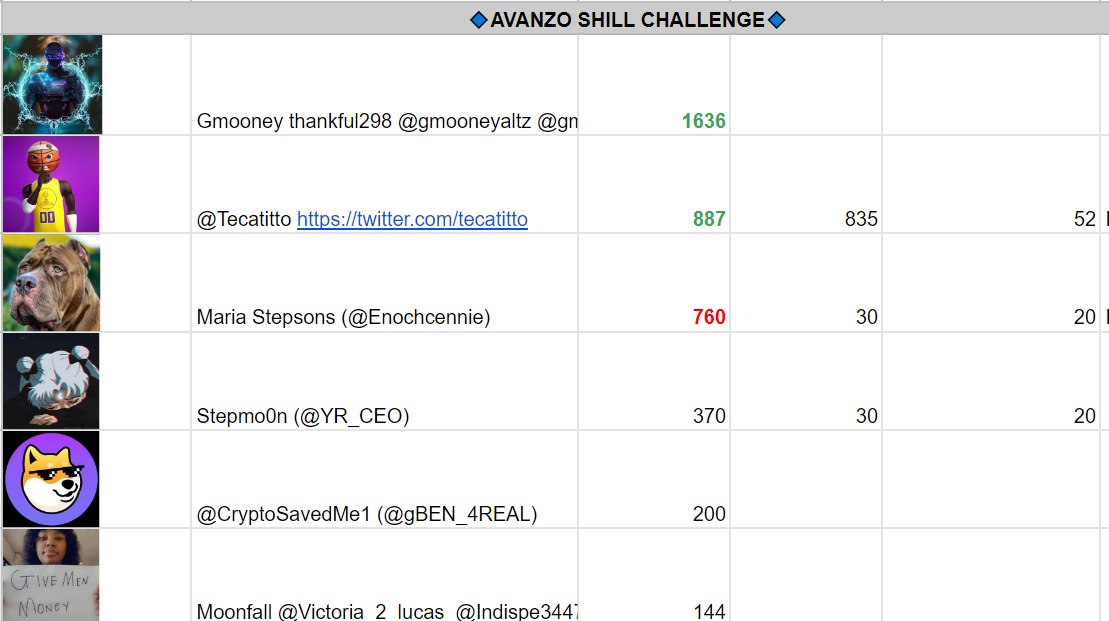 🔷AVANZO SHILL CHALLENGE🔷
Gmooney thankful298 @gmooneyaltz @gm 1636
00
@Tecatitto https://twitter.com/tecatitto 887 835 52
Maria Stepsons (@Enochcennie) 760 30 20
Stepmo0n (@YR_CEO) 370 30 20
@CryptoSavedMe1 (@gBEN_4REAL) 200
GIVE MEN
MONEY
Moonfall @Victoria_2_lucas_@Indispe3447 144